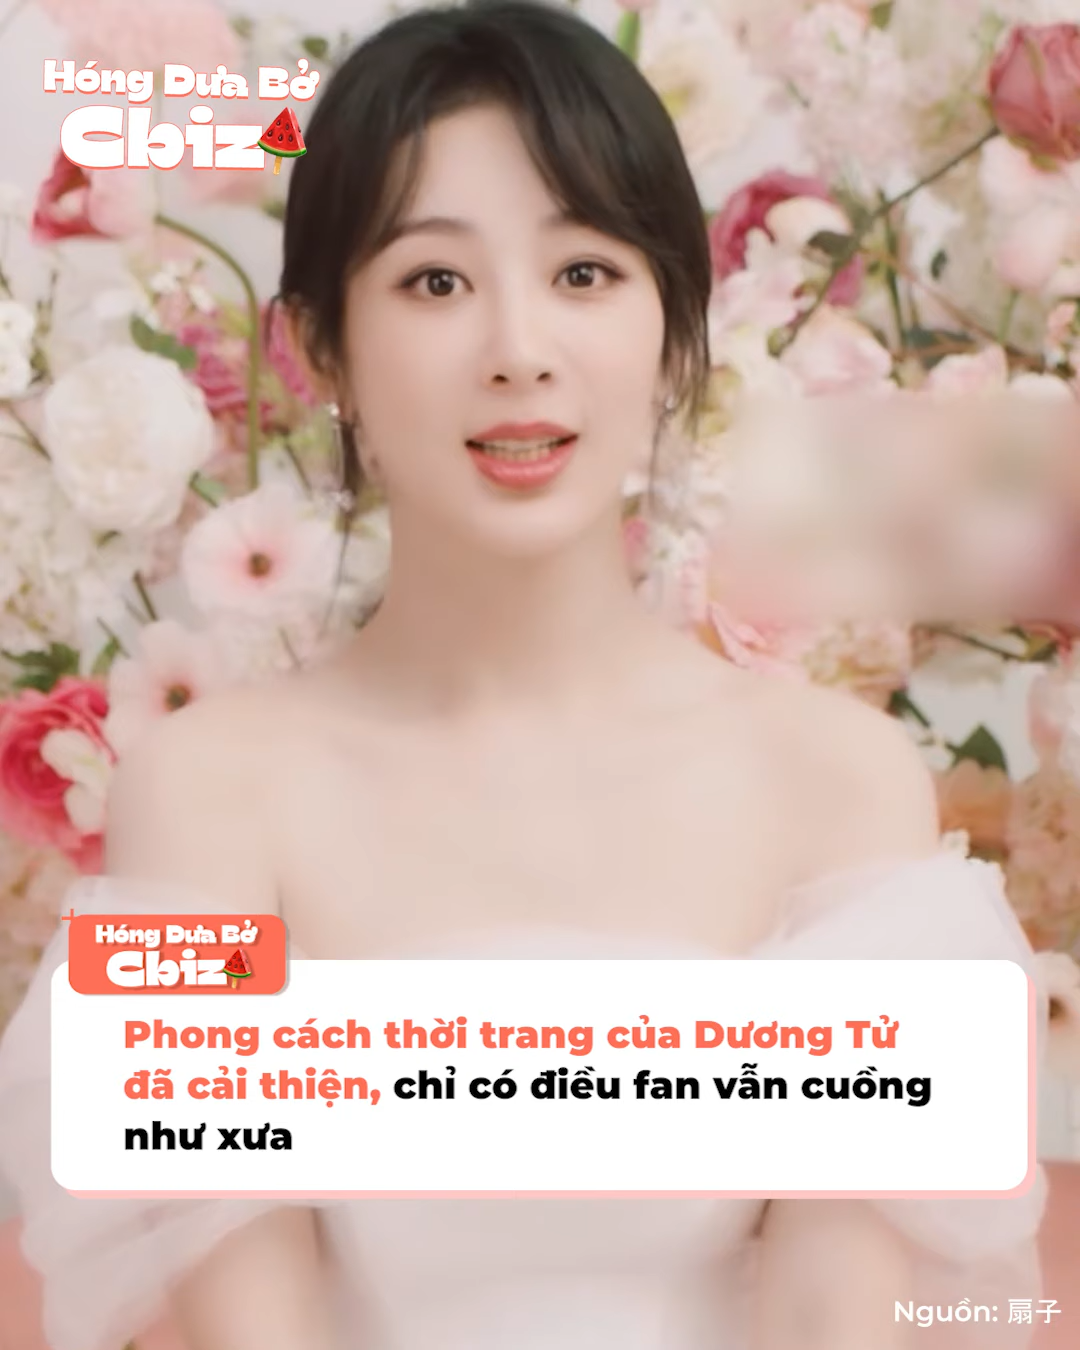 Hóng Dưa Bở
Cbiz
Hóng Dưa Bở
Cbiz
Phong cách thời trang của Dương Tử
đã cải thiện, chỉ có điều fan vẫn cuồng
như xưa
Nguồn: 扇子